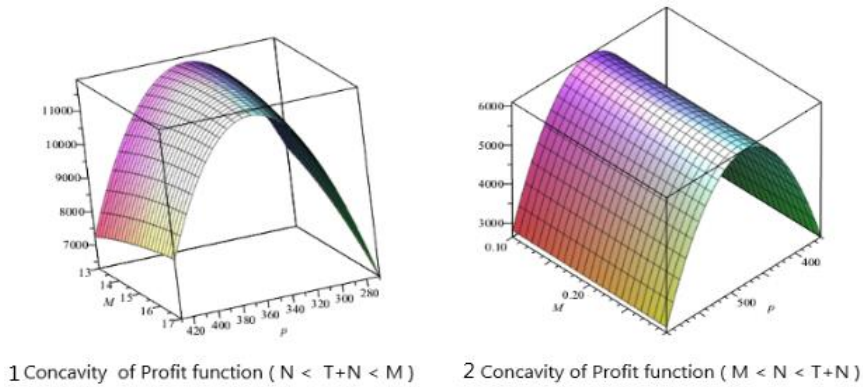 11000
10000
9000
8000
7000
13
14
15
16
17
M
420 400 380 360 340 320 300 280
p
6000
5000
4000
3000
0.10
0.20
M
500
400
p
1 Concavity of Profit function ( N < T+N < M )
2 Concavity of Profit function ( M < N < T+N )